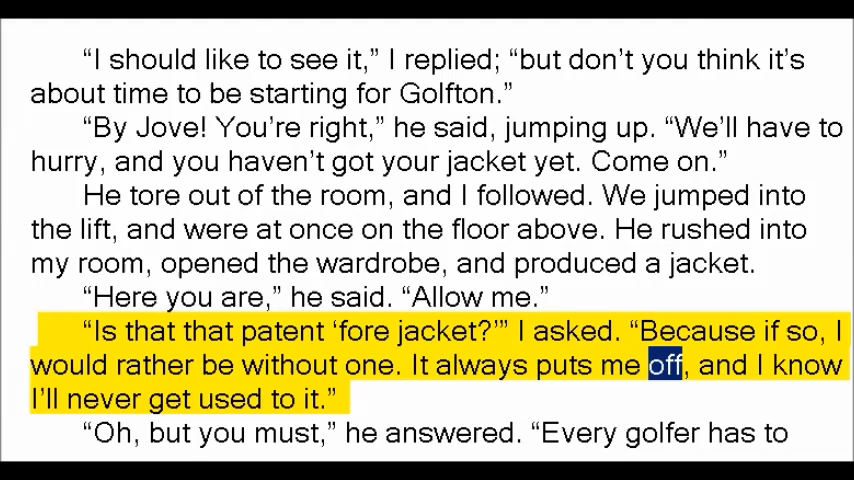 “I should like to see it,” I replied; “but don’t you think it’s
about time to be starting for Golfton.”
“By Jove! You’re right,” he said, jumping up. “We’ll have to
hurry, and you haven’t got your jacket yet. Come on.”
He tore out of the room, and I followed. We jumped into
the lift, and were at once on the floor above. He rushed into
my room, opened the wardrobe, and produced a jacket.
“Here you are,” he said. “Allow me.”
“Is that that patent ‘fore jacket?’” I asked. “Because if so, I
would rather be without one. It always puts me off, and I know
I’ll never get used to it.”
“Oh, but you must,” he answered. “Every golfer has to